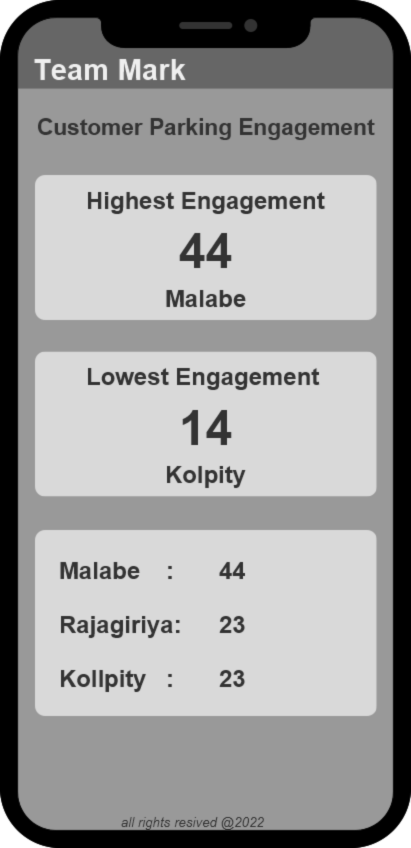 Team Mark
Customer Parking Engagement
Highest Engagement
44
Malabe
Lowest Engagement
14
Kolpity
Malabe : 44
Rajagiriya: 23
Kollpity : 23
all rights resived @2022